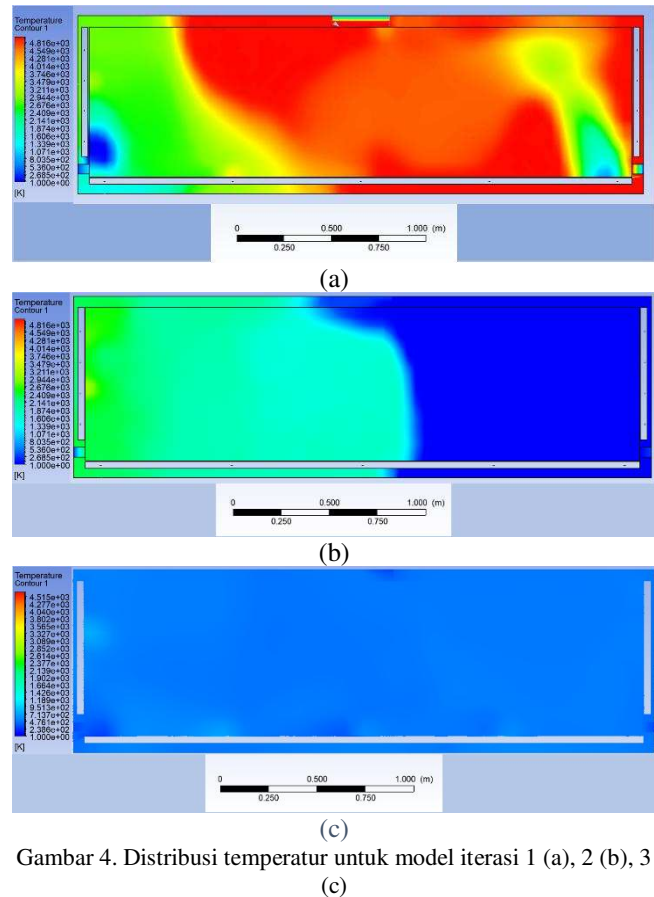 Temperature
Contour 1
4.816e+03
4.549e+03
4.281e+03
4.014e+03
3.746e+03
3.479e+03
3.211e+03
2.944e+03
2.676e+03
2.409e+03
2.141e+03
1.874e+03
1.606e+03
1.339e+03
1.071e+03
8.035e+02
5.360e+02
2.685e+02
1.000e+00
[K]
0 0.500 1.000 (m)
0.250 0.750
(a)
Temperature
Contour 1
4.816e+03
4.549e+03
4.281e+03
4.014e+03
3.746e+03
3.479e+03
3.211e+03
2.944e+03
2.676e+03
2.409e+03
2.141e+03
1.874e+03
1.606e+03
1.339e+03
1.071e+03
8.035e+02
5.360e+02
2.685e+02
1.000e+00
[K]
0 0.500 1.000 (m)
0.250 0.750
(b)
Temperature
Contour 1
4.515e+03
4.277e+03
4.040e+03
3.802e+03
3.565e+03
3.327e+03
3.089e+03
2.852e+03
2.614e+03
2.377e+03
2.139e+03
1.902e+03
1.664e+03
1.426e+03
1.189e+03
9.513e+02
7.137e+02
4.761e+02
2.386e+02
1.000e+00
[K]
0 0.500 1.000 (m)
0.250 0.750
(c)
Gambar 4. Distribusi temperatur untuk model iterasi 1 (a), 2 (b), 3
(c)